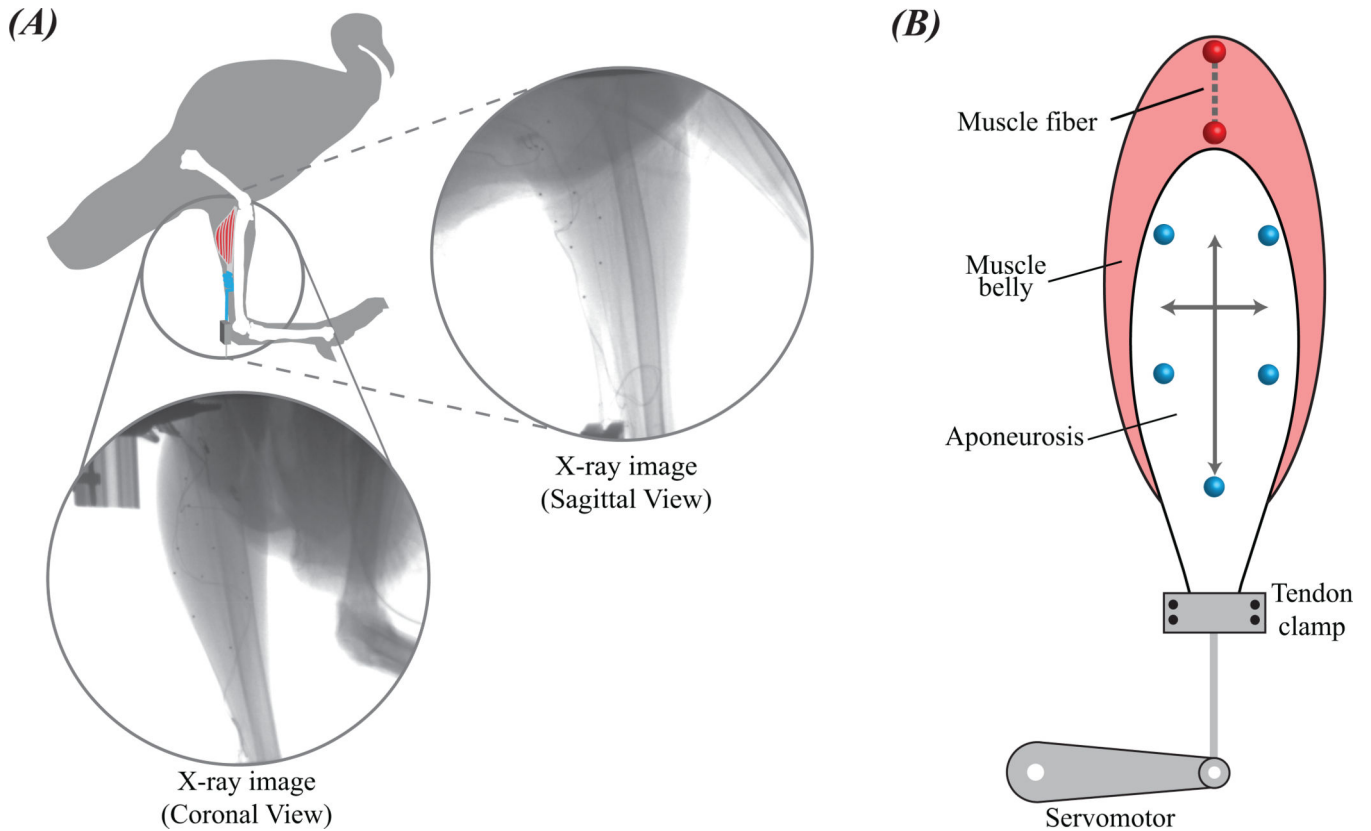 (A)
X-ray image
(Sagittal View)
X-ray image
(Coronal View)
(B)
Muscle fiber
Muscle
belly
Aponeurosis
Tendon
clamp
Servomotor